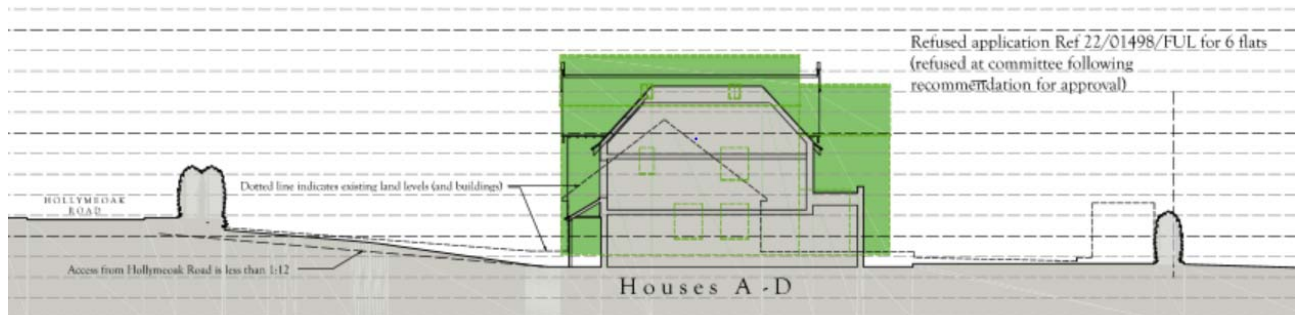 Refused application Ref 22/01498/FUL for 6 flats
(refused at committee following
recommendation for approval)
Dotted line indicates existing land levels (and buildings)
HOLLYMEOAK
ROAD
Access from Hollymeoak Road is less than 1:12
Houses A - D